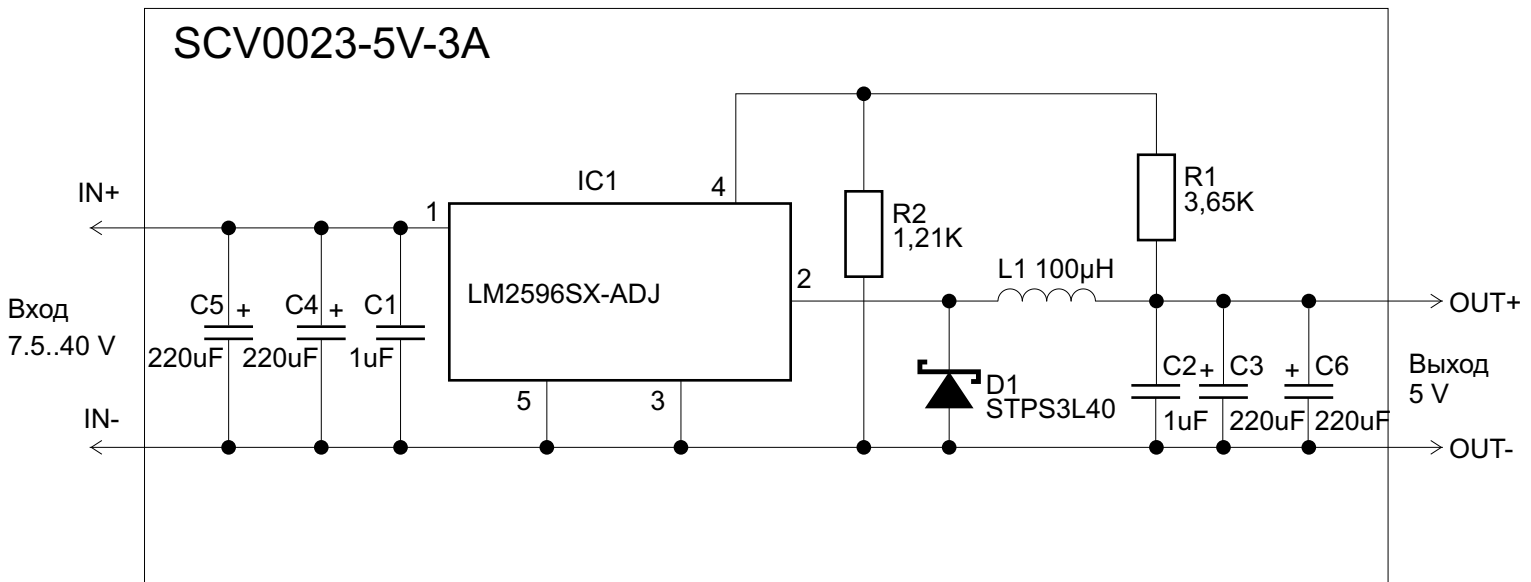 SCV0023-5V-3A
IN+
IC1
1
4
2
5
3
LM2596SX-ADJ
R2
1,21K
R1
3,65K
L1 100µH
OUT+
Вход
7.5..40 V
C5 +
220uF
C4 +
220uF
C1
1uF
D1
STPS3L40
C2
1uF
+ C3
220uF
+ C6
220uF
Выход
5 V
IN-
OUT-